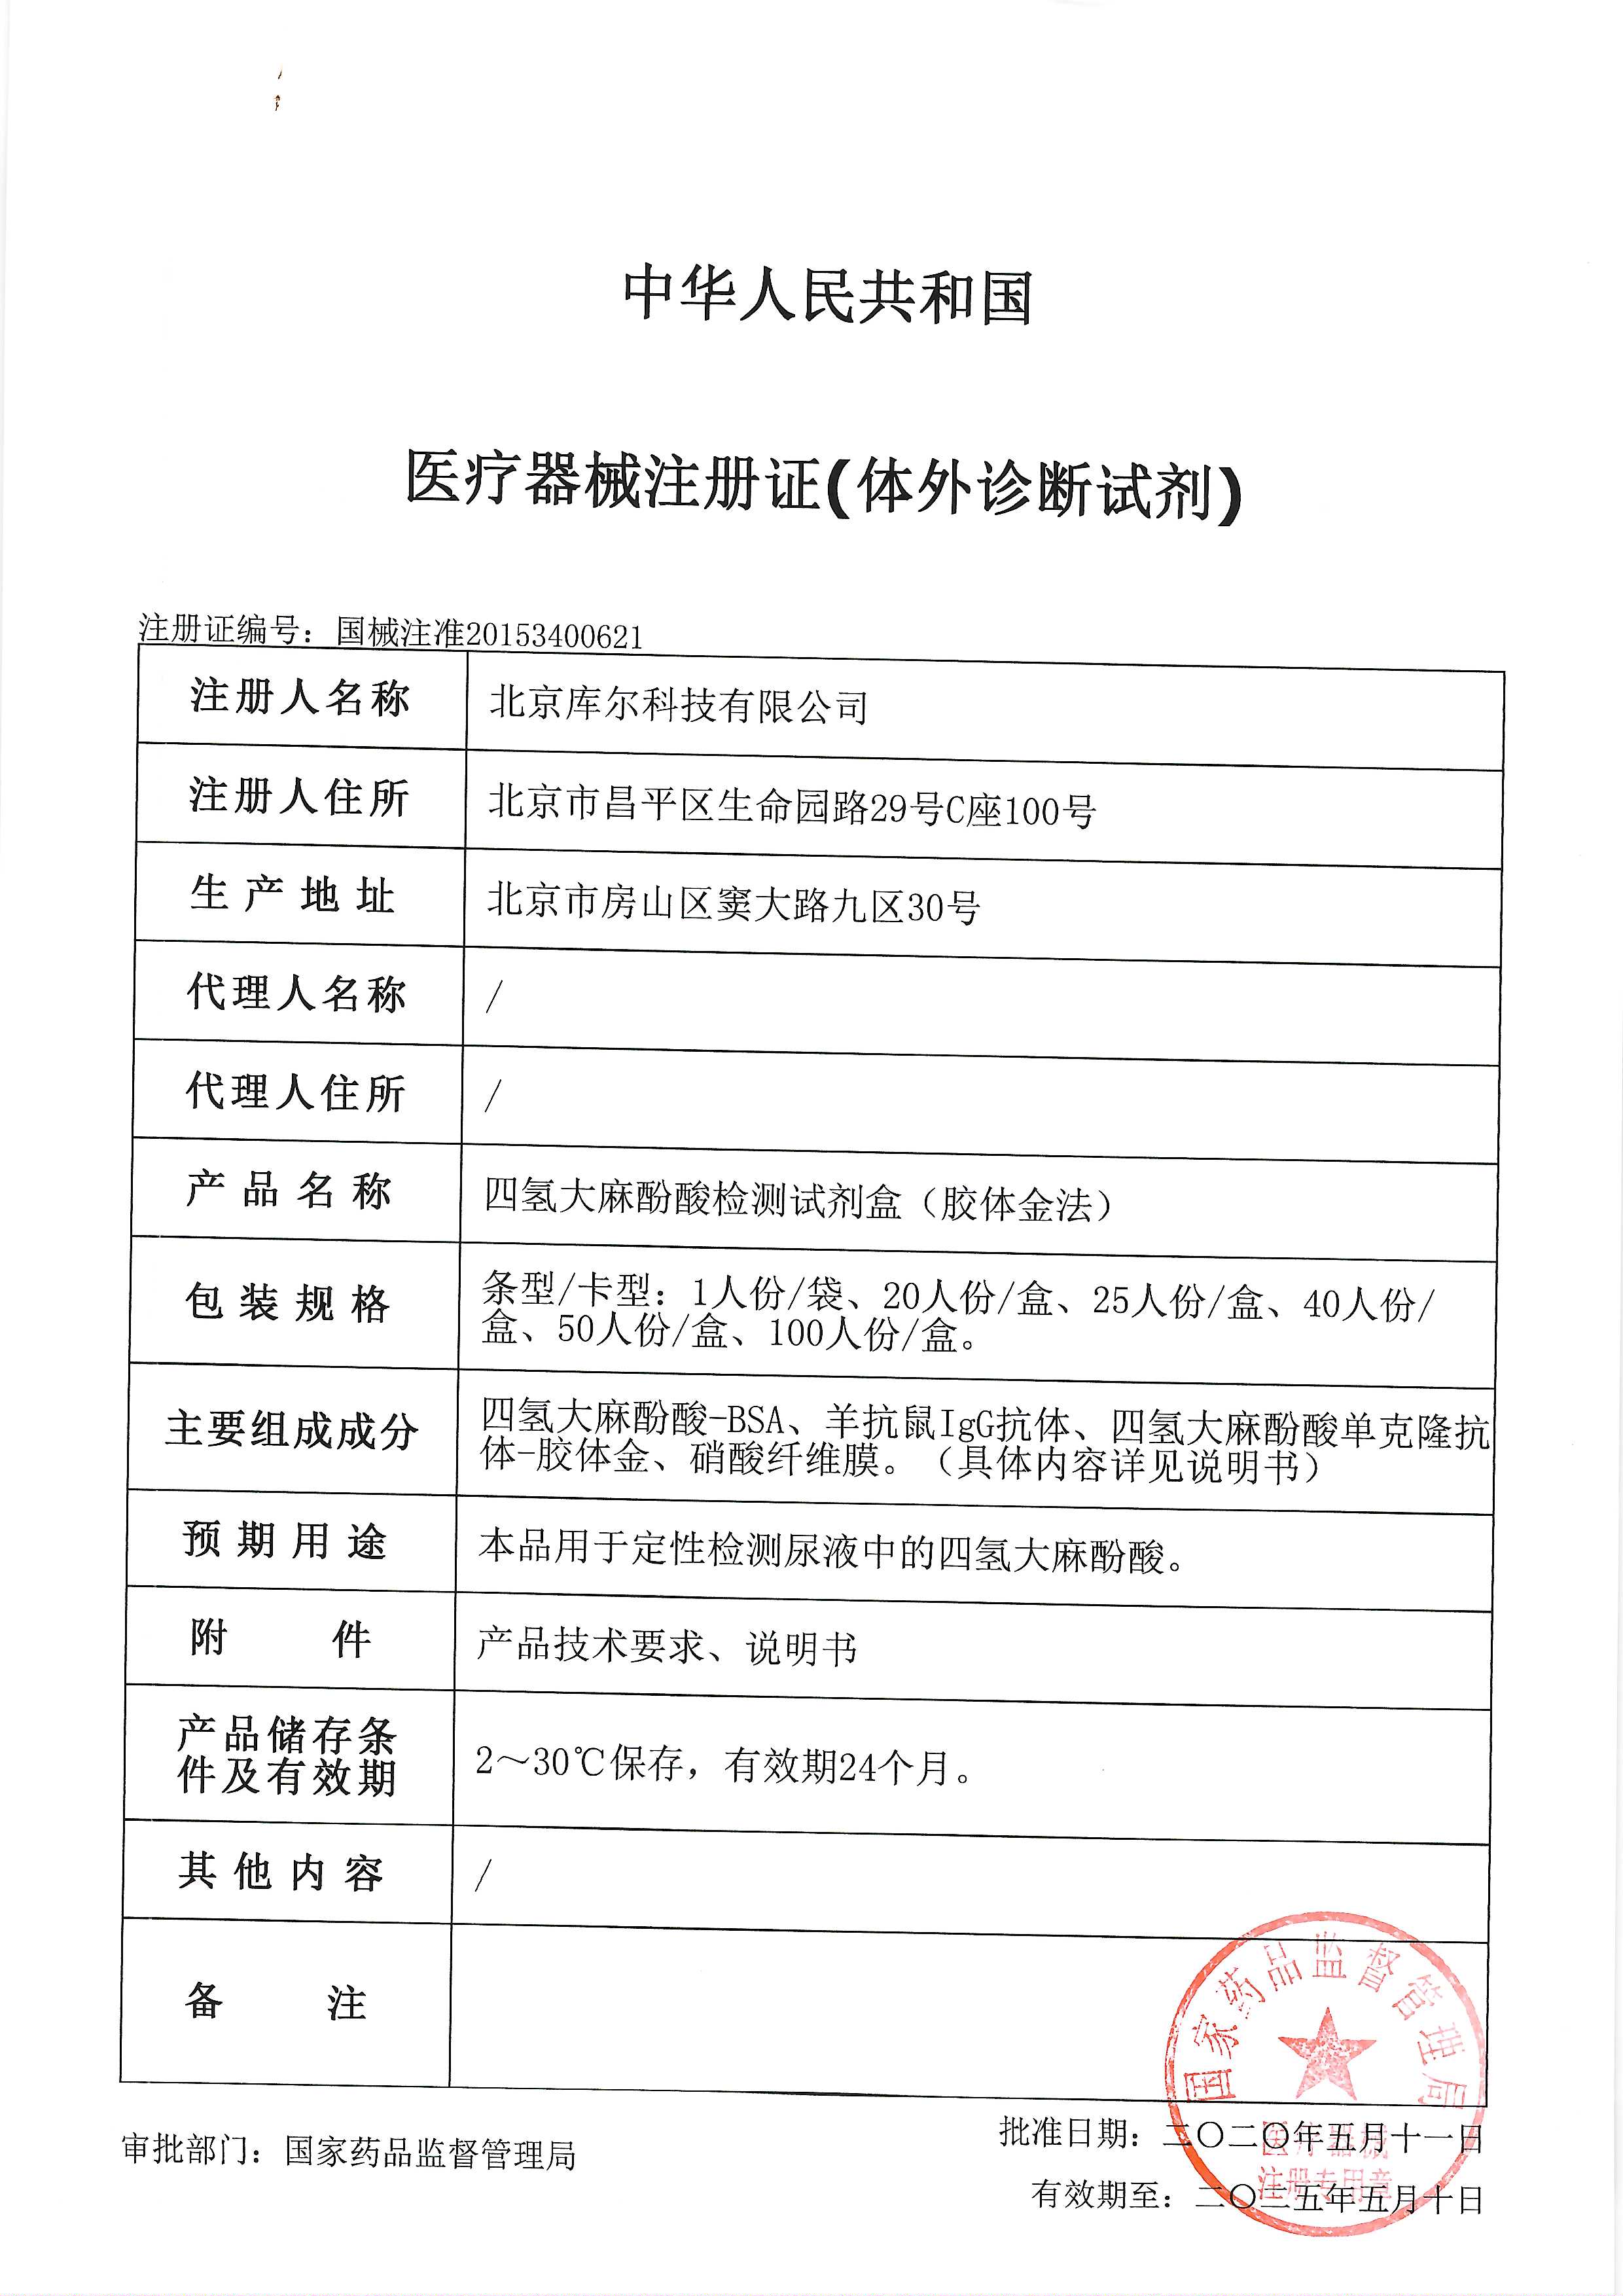 中华人民共和国
医疗器械注册证(体外诊断试剂)
注册证编号：国械注准20153400621
注册人名称 北京库尔科技有限公司
注册人住所 北京市昌平区生命园路29号C座100号
生产地址 北京市房山区窦大路九区30号
代理人名称 /
代理人住所 /
产品名称 四氢大麻酚酸检测试剂盒（胶体金法）
包装规格 条型/卡型：1人份/袋、20人份/盒、25人份/盒、40人份/
盒、50人份/盒、100人份/盒。
主要组成成分 四氢大麻酚酸-BSA、羊抗鼠IgG抗体、四氢大麻酚酸单克隆抗
体-胶体金、硝酸纤维膜。（具体内容详见说明书）
预期用途 本品用于定性检测尿液中的四氢大麻酚酸。
附件 产品技术要求、说明书
产品储存条
件及有效期 2～30℃保存，有效期24个月。
其他内容 /
备注
国家药品监督管理局
医疗器械
注册专用章
审批部门：国家药品监督管理局
批准日期：二〇二〇年五月十一日
有效期至：二〇二五年五月十日